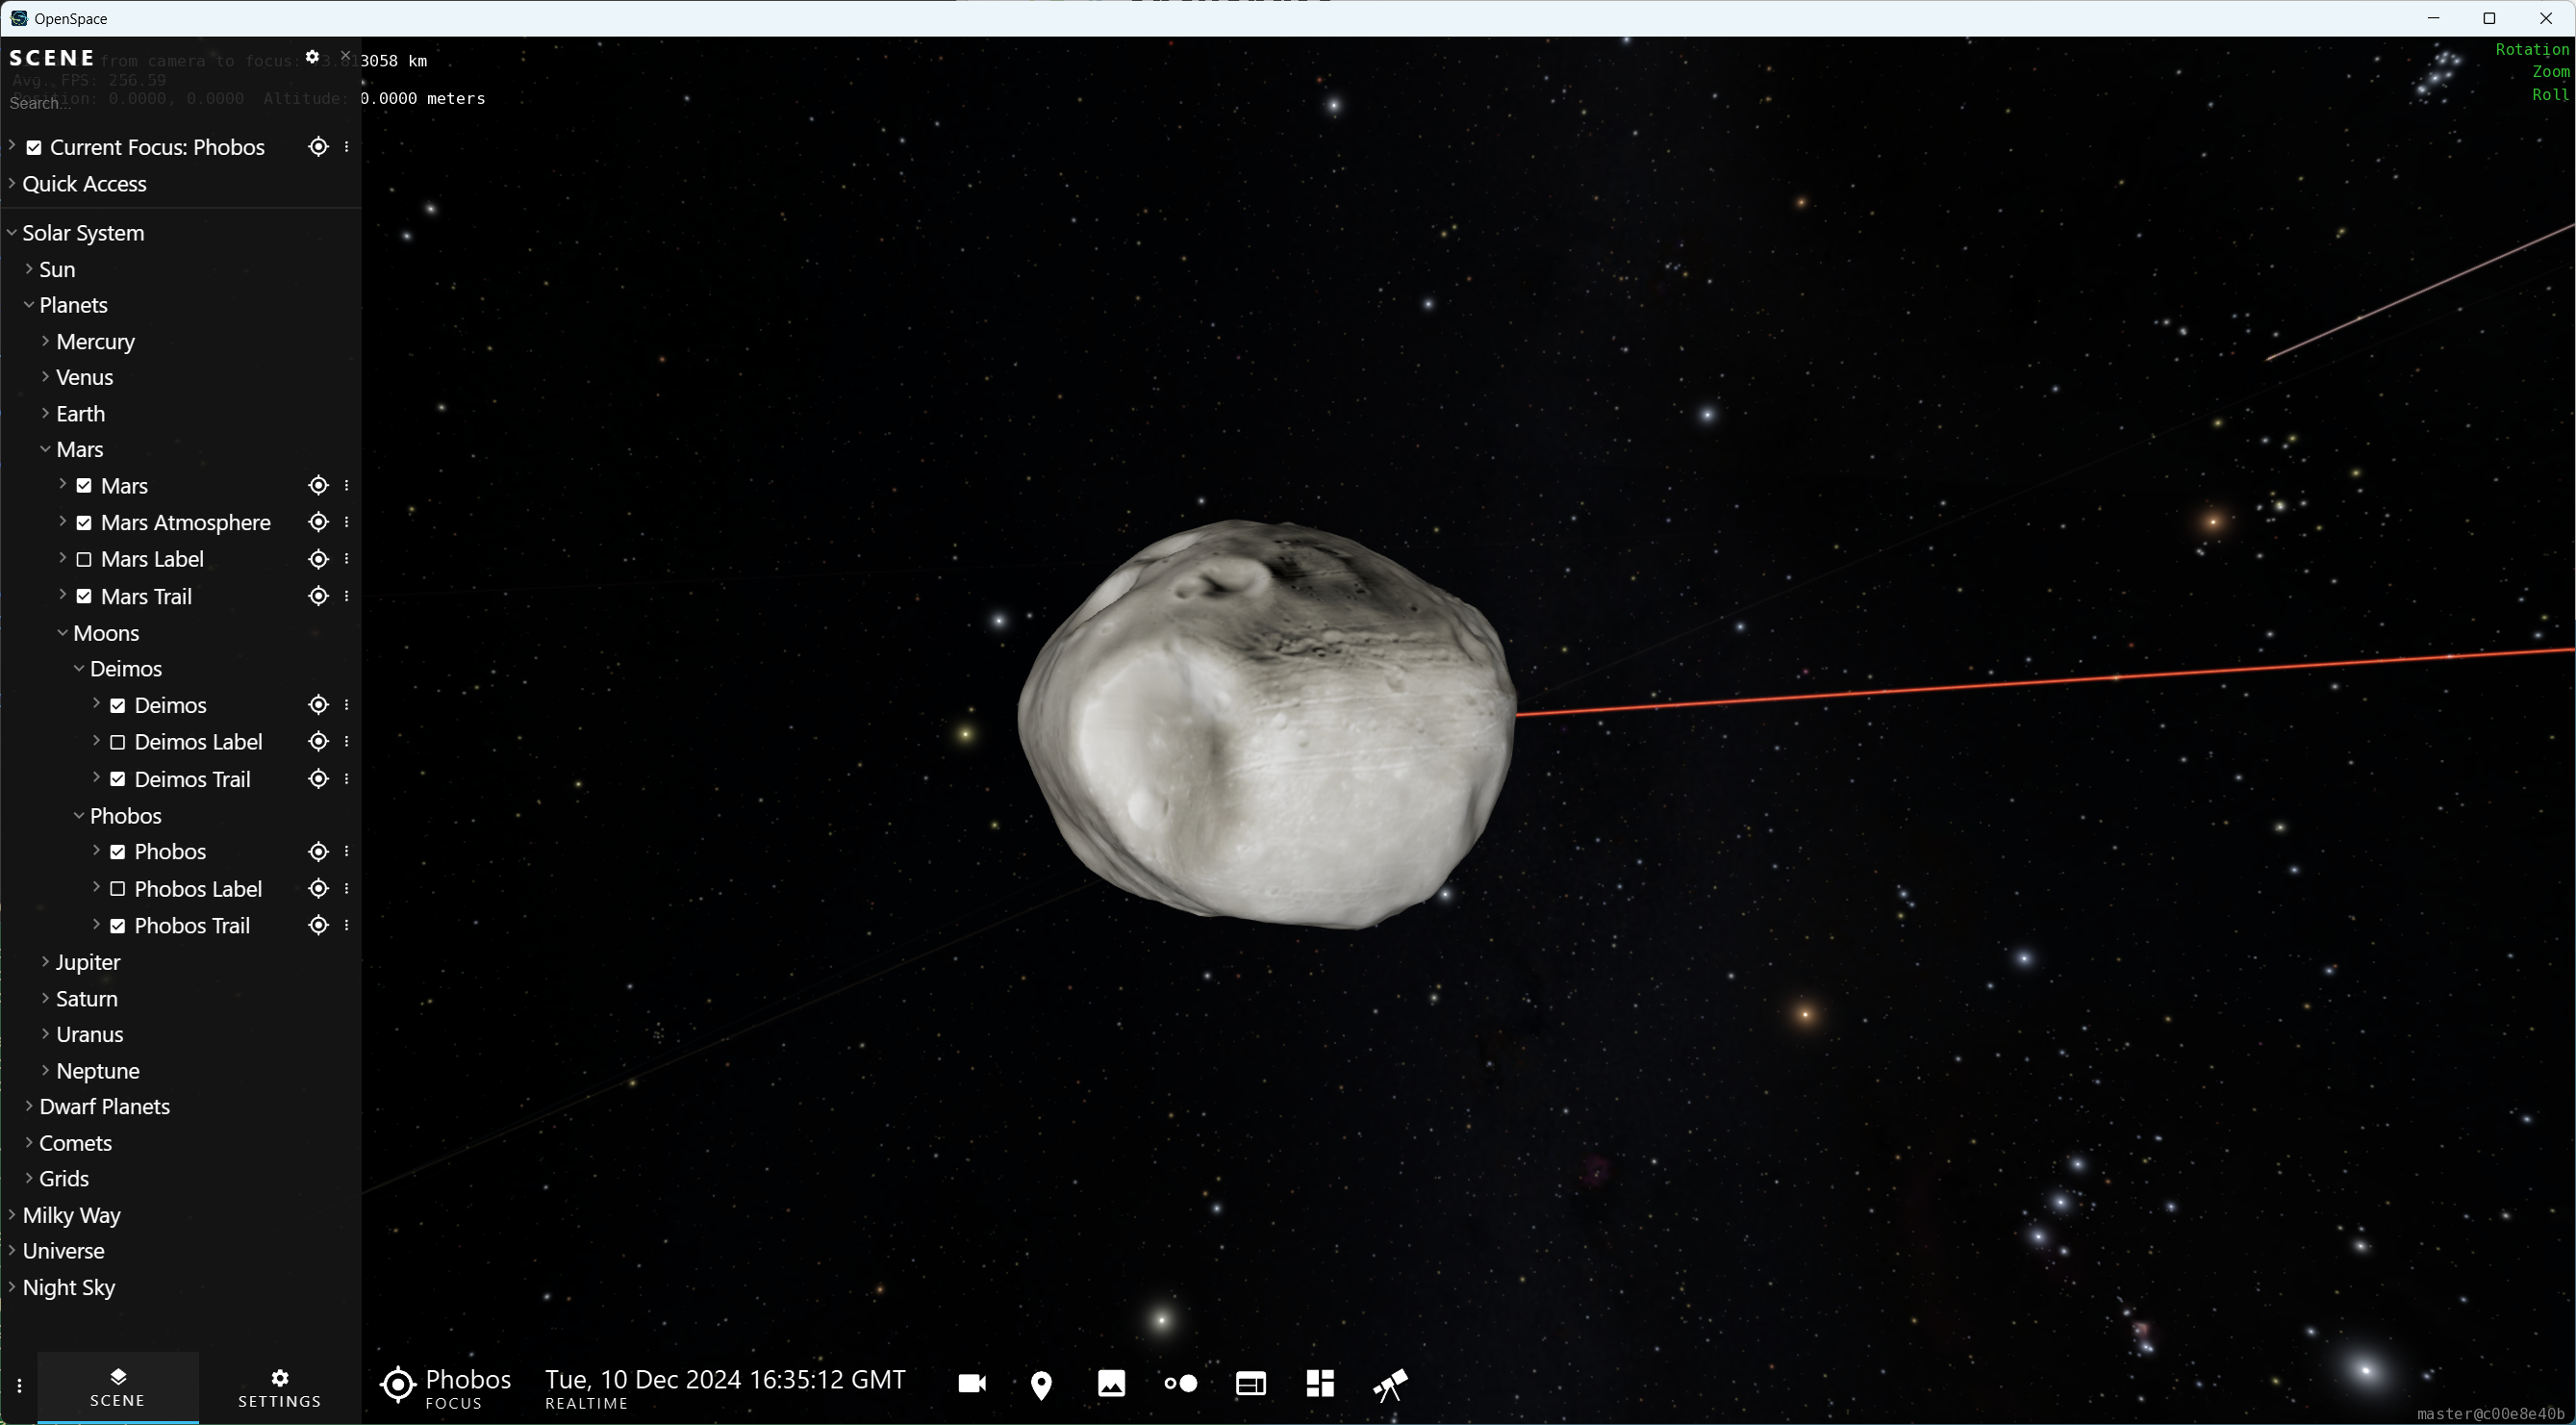 OpenSpace
SCENE from camera to focus: 13058 km
Avg. FPS: 256.59
Position: 0.0000, 0.0000 Altitude: 0.0000 meters
Search...
Rotation
Zoom
Roll
Current Focus: Phobos
Quick Access
Solar System
Sun
Planets
Mercury
Venus
Earth
Mars
Mars
Mars Atmosphere
Mars Label
Mars Trail
Moons
Deimos
Deimos
Deimos Label
Deimos Trail
Phobos
Phobos
Phobos Label
Phobos Trail
Jupiter
Saturn
Uranus
Neptune
Dwarf Planets
Comets
Grids
Milky Way
Universe
Night Sky
SCENE
SETTINGS
Phobos
FOCUS
Tue, 10 Dec 2024 16:35:12 GMT
REALTIME
master@c00e8e40b